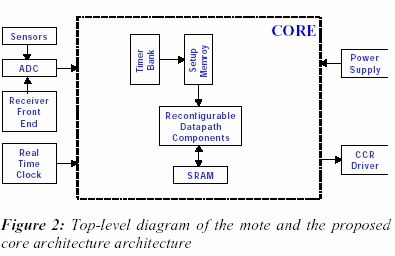 Sensors
ADC
Receiver
Front
End
Real
Time
Clock
CORE
Timer
Bank
Setup
Memroy
Reconfigurable
Datapath
Components
SRAM
Power
Supply
CCR
Driver
Figure 2: Top-level diagram of the mote and the proposed
core architecture architecture